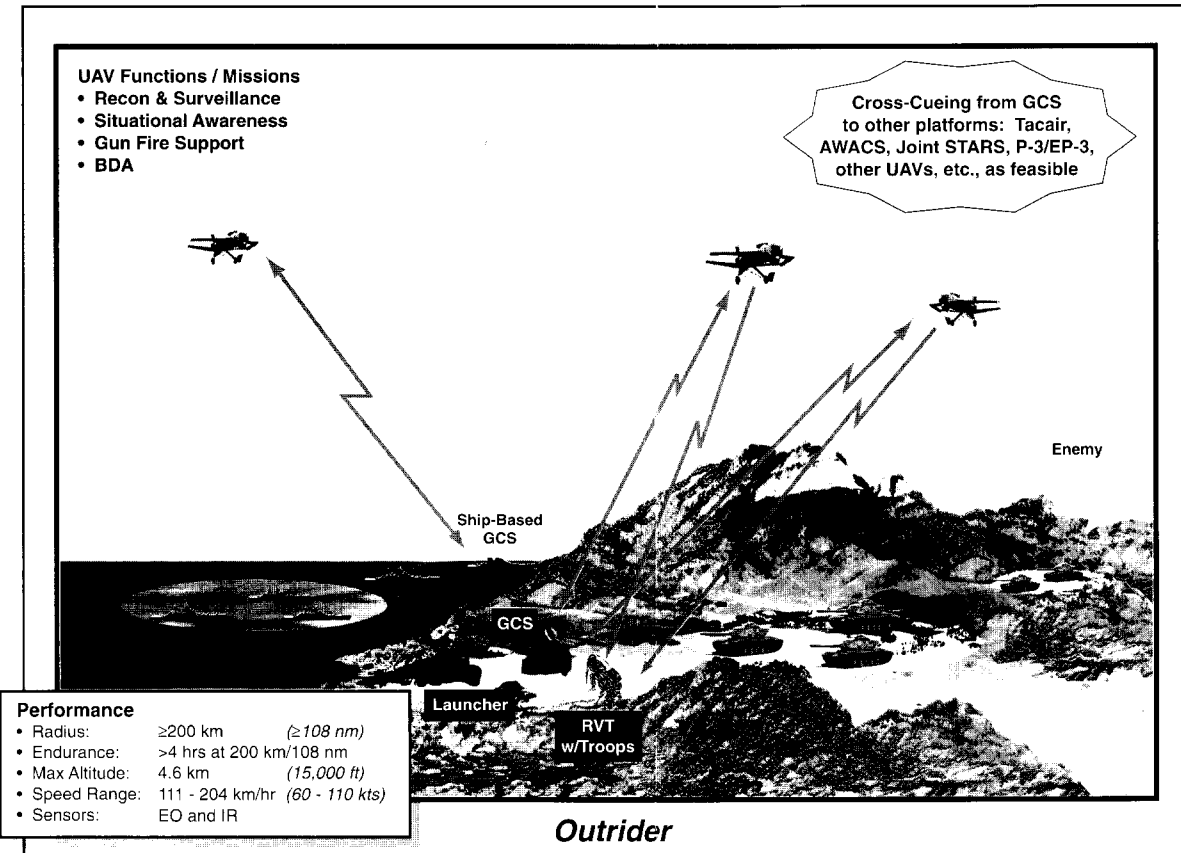 UAV Functions / Missions
• Recon & Surveillance
• Situational Awareness
• Gun Fire Support
• BDA
Cross-Cueing from GCS
to other platforms: Tacair,
AWACS, Joint STARS, P-3/EP-3,
other UAVs, etc., as feasible
Enemy
Ship-Based
GCS
GCS
Launcher
RVT
w/Troops
Performance
• Radius: ≥200 km (≥108 nm)
• Endurance: >4 hrs at 200 km/108 nm
• Max Altitude: 4.6 km (15,000 ft)
• Speed Range: 111 - 204 km/hr (60 - 110 kts)
• Sensors: EO and IR
Outrider